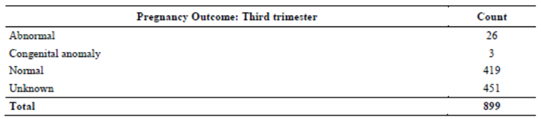 Pregnancy Outcome: Third trimester Count
Abnormal 26
Congenital anomaly 3
Normal 419
Unknown 451
Total 899